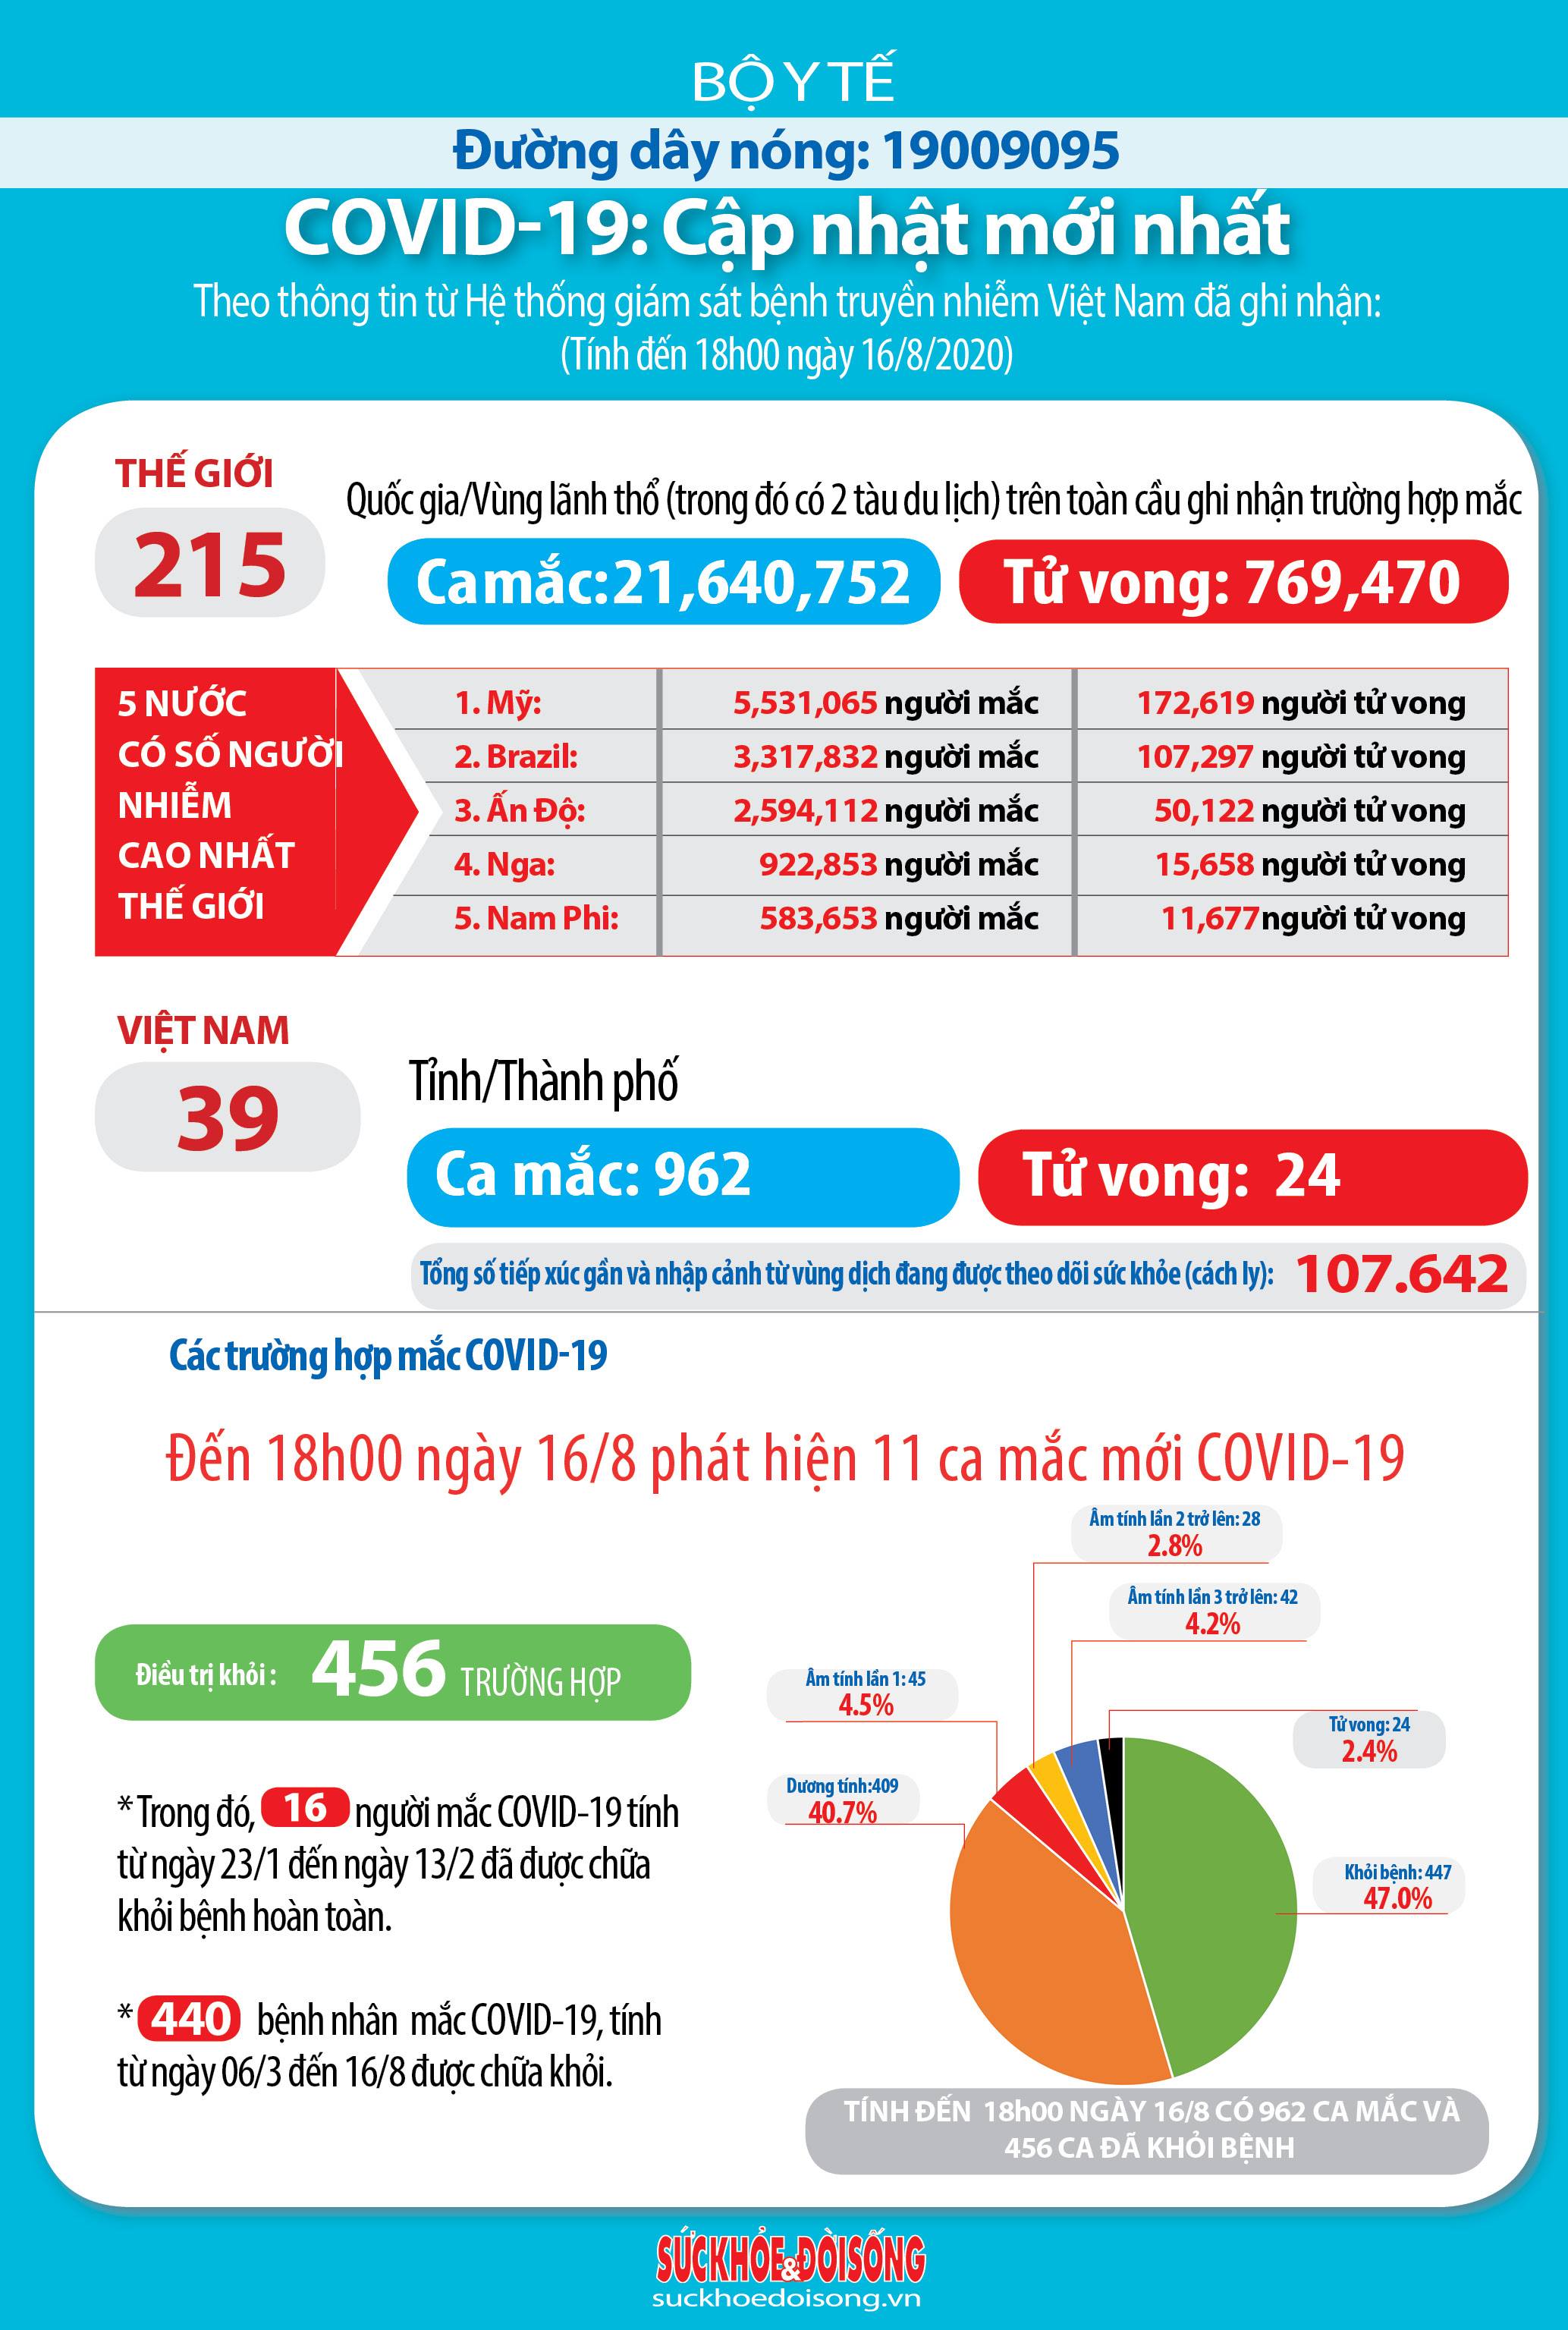 BỘ Y TẾ
Đường dây nóng: 19009095
COVID-19: Cập nhật mới nhất
Theo thông tin từ Hệ thống giám sát bệnh truyền nhiễm Việt Nam đã ghi nhận:
(Tính đến 18h00 ngày 16/8/2020)
THẾ GIỚI
215
Quốc gia/Vùng lãnh thổ (trong đó có 2 tàu du lịch) trên toàn cầu ghi nhận trường hợp mắc
Ca mắc: 21,640,752
Tử vong: 769,470
5 NƯỚC
CÓ SỐ NGƯỜI
NHIỄM
CAO NHẤT
THẾ GIỚI
1. Mỹ: 5,531,065 người mắc 172,619 người tử vong
2. Brazil: 3,317,832 người mắc 107,297 người tử vong
3. Ấn Độ: 2,594,112 người mắc 50,122 người tử vong
4. Nga: 922,853 người mắc 15,658 người tử vong
5. Nam Phi: 583,653 người mắc 11,677người tử vong
VIỆT NAM
39
Tỉnh/Thành phố
Ca mắc: 962
Tử vong: 24
Tổng số tiếp xúc gần và nhập cảnh từ vùng dịch đang được theo dõi sức khỏe (cách ly): 107.642
Các trường hợp mắc COVID-19
Đến 18h00 ngày 16/8 phát hiện 11 ca mắc mới COVID-19
Điều trị khỏi : 456 TRƯỜNG HỢP
* Trong đó, 16 người mắc COVID-19 tính
từ ngày 23/1 đến ngày 13/2 đã được chữa
khỏi bệnh hoàn toàn.
* 440 bệnh nhân mắc COVID-19, tính
từ ngày 06/3 đến 16/8 được chữa khỏi.
Âm tính lần 2 trở lên: 28
2.8%
Âm tính lần 3 trở lên: 42
4.2%
Âm tính lần 1: 45
4.5%
Tử vong: 24
2.4%
Dương tính:409
40.7%
Khỏi bệnh: 447
47.0%
TÍNH ĐẾN 18h00 NGÀY 16/8 CÓ 962 CA MẮC VÀ
456 CA ĐÃ KHỎI BỆNH
SỨC KHỎE & ĐỜI SỐNG
suckhoedoisong.vn